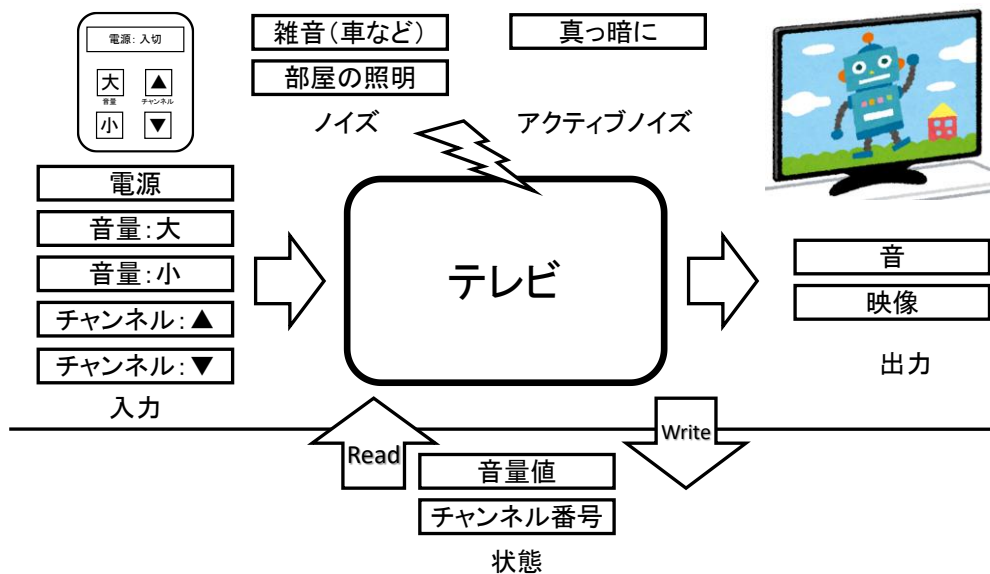 電源: 入切
大 ▲
音量 チャンネル
小 ▼
雑音(車など)
部屋の照明
ノイズ
真っ暗に
アクティブノイズ
電源
音量:大
音量:小
チャンネル:▲
チャンネル:▼
入力
テレビ
音
映像
出力
Read
Write
音量値
チャンネル番号
状態